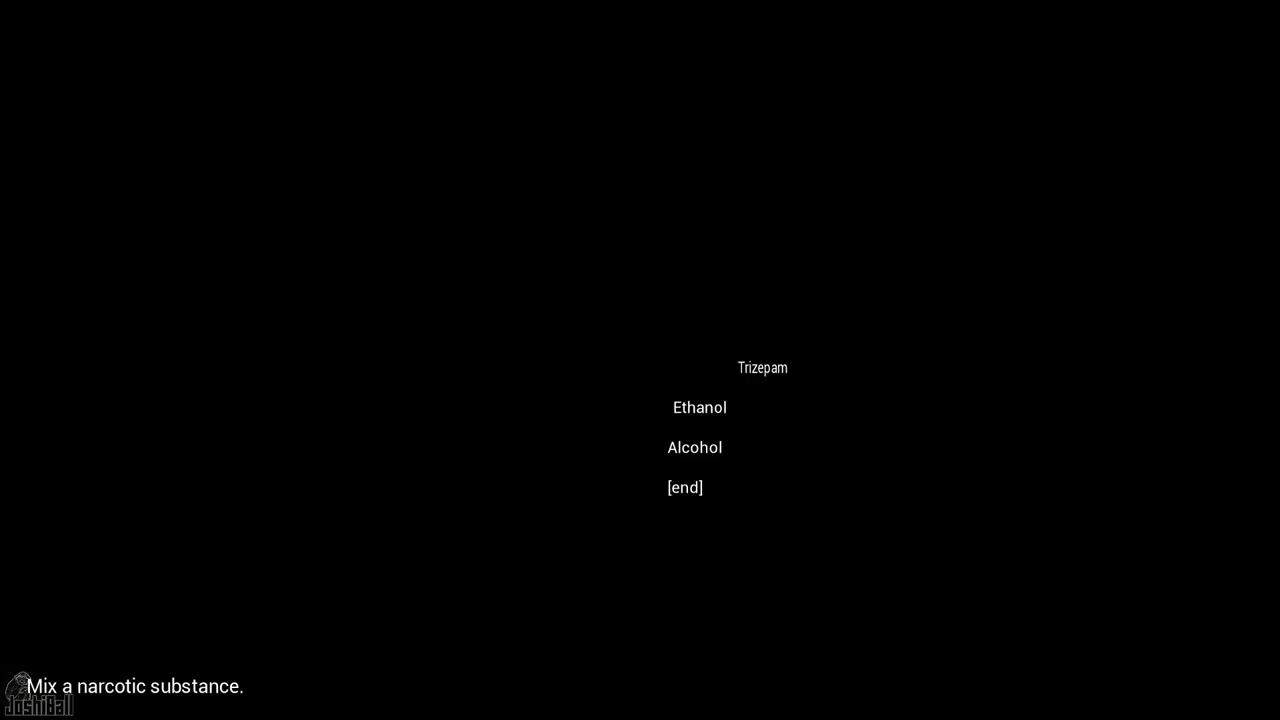 Trizepam
Ethanol
Alcohol
[end]
Mix a narcotic substance.
JoshiBall